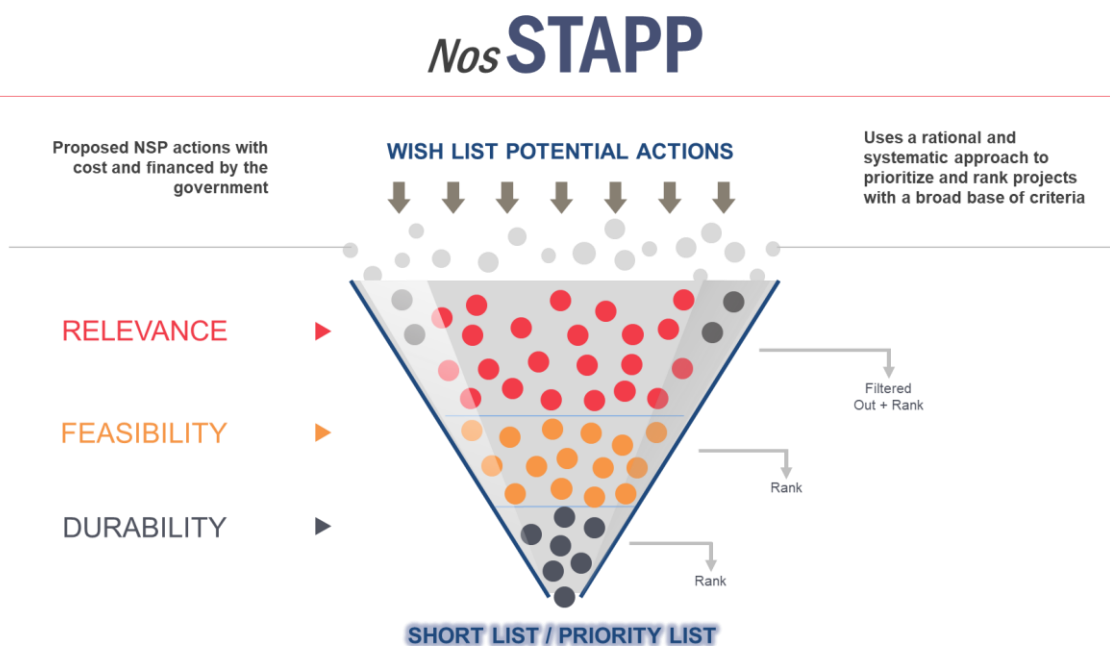 Nos STAPP
Proposed NSP actions with
cost and financed by the
government
WISH LIST POTENTIAL ACTIONS
Uses a rational and
systematic approach to
prioritize and rank projects
with a broad base of criteria
RELEVANCE
Filtered
Out + Rank
FEASIBILITY
Rank
DURABILITY
Rank
SHORT LIST / PRIORITY LIST